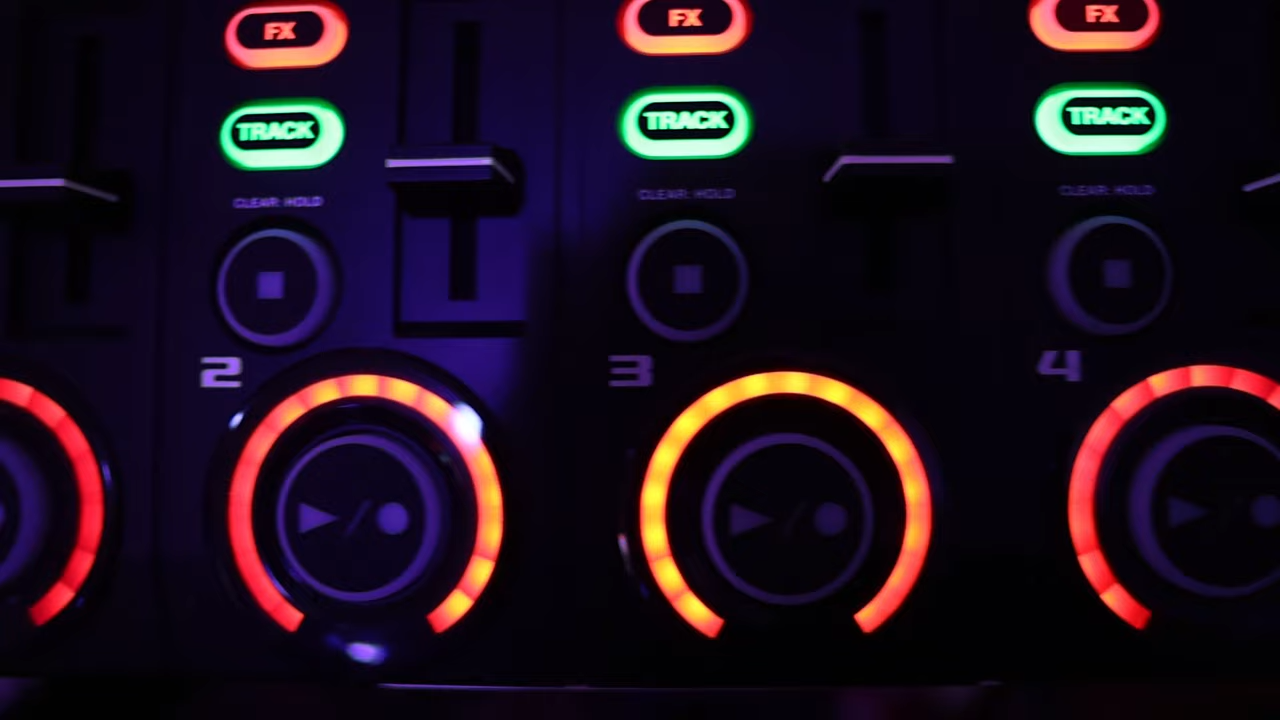 FX FX FX
TRACK TRACK TRACK
CLEAR: HOLD CLEAR: HOLD CLEAR: HOLD
2 3 4